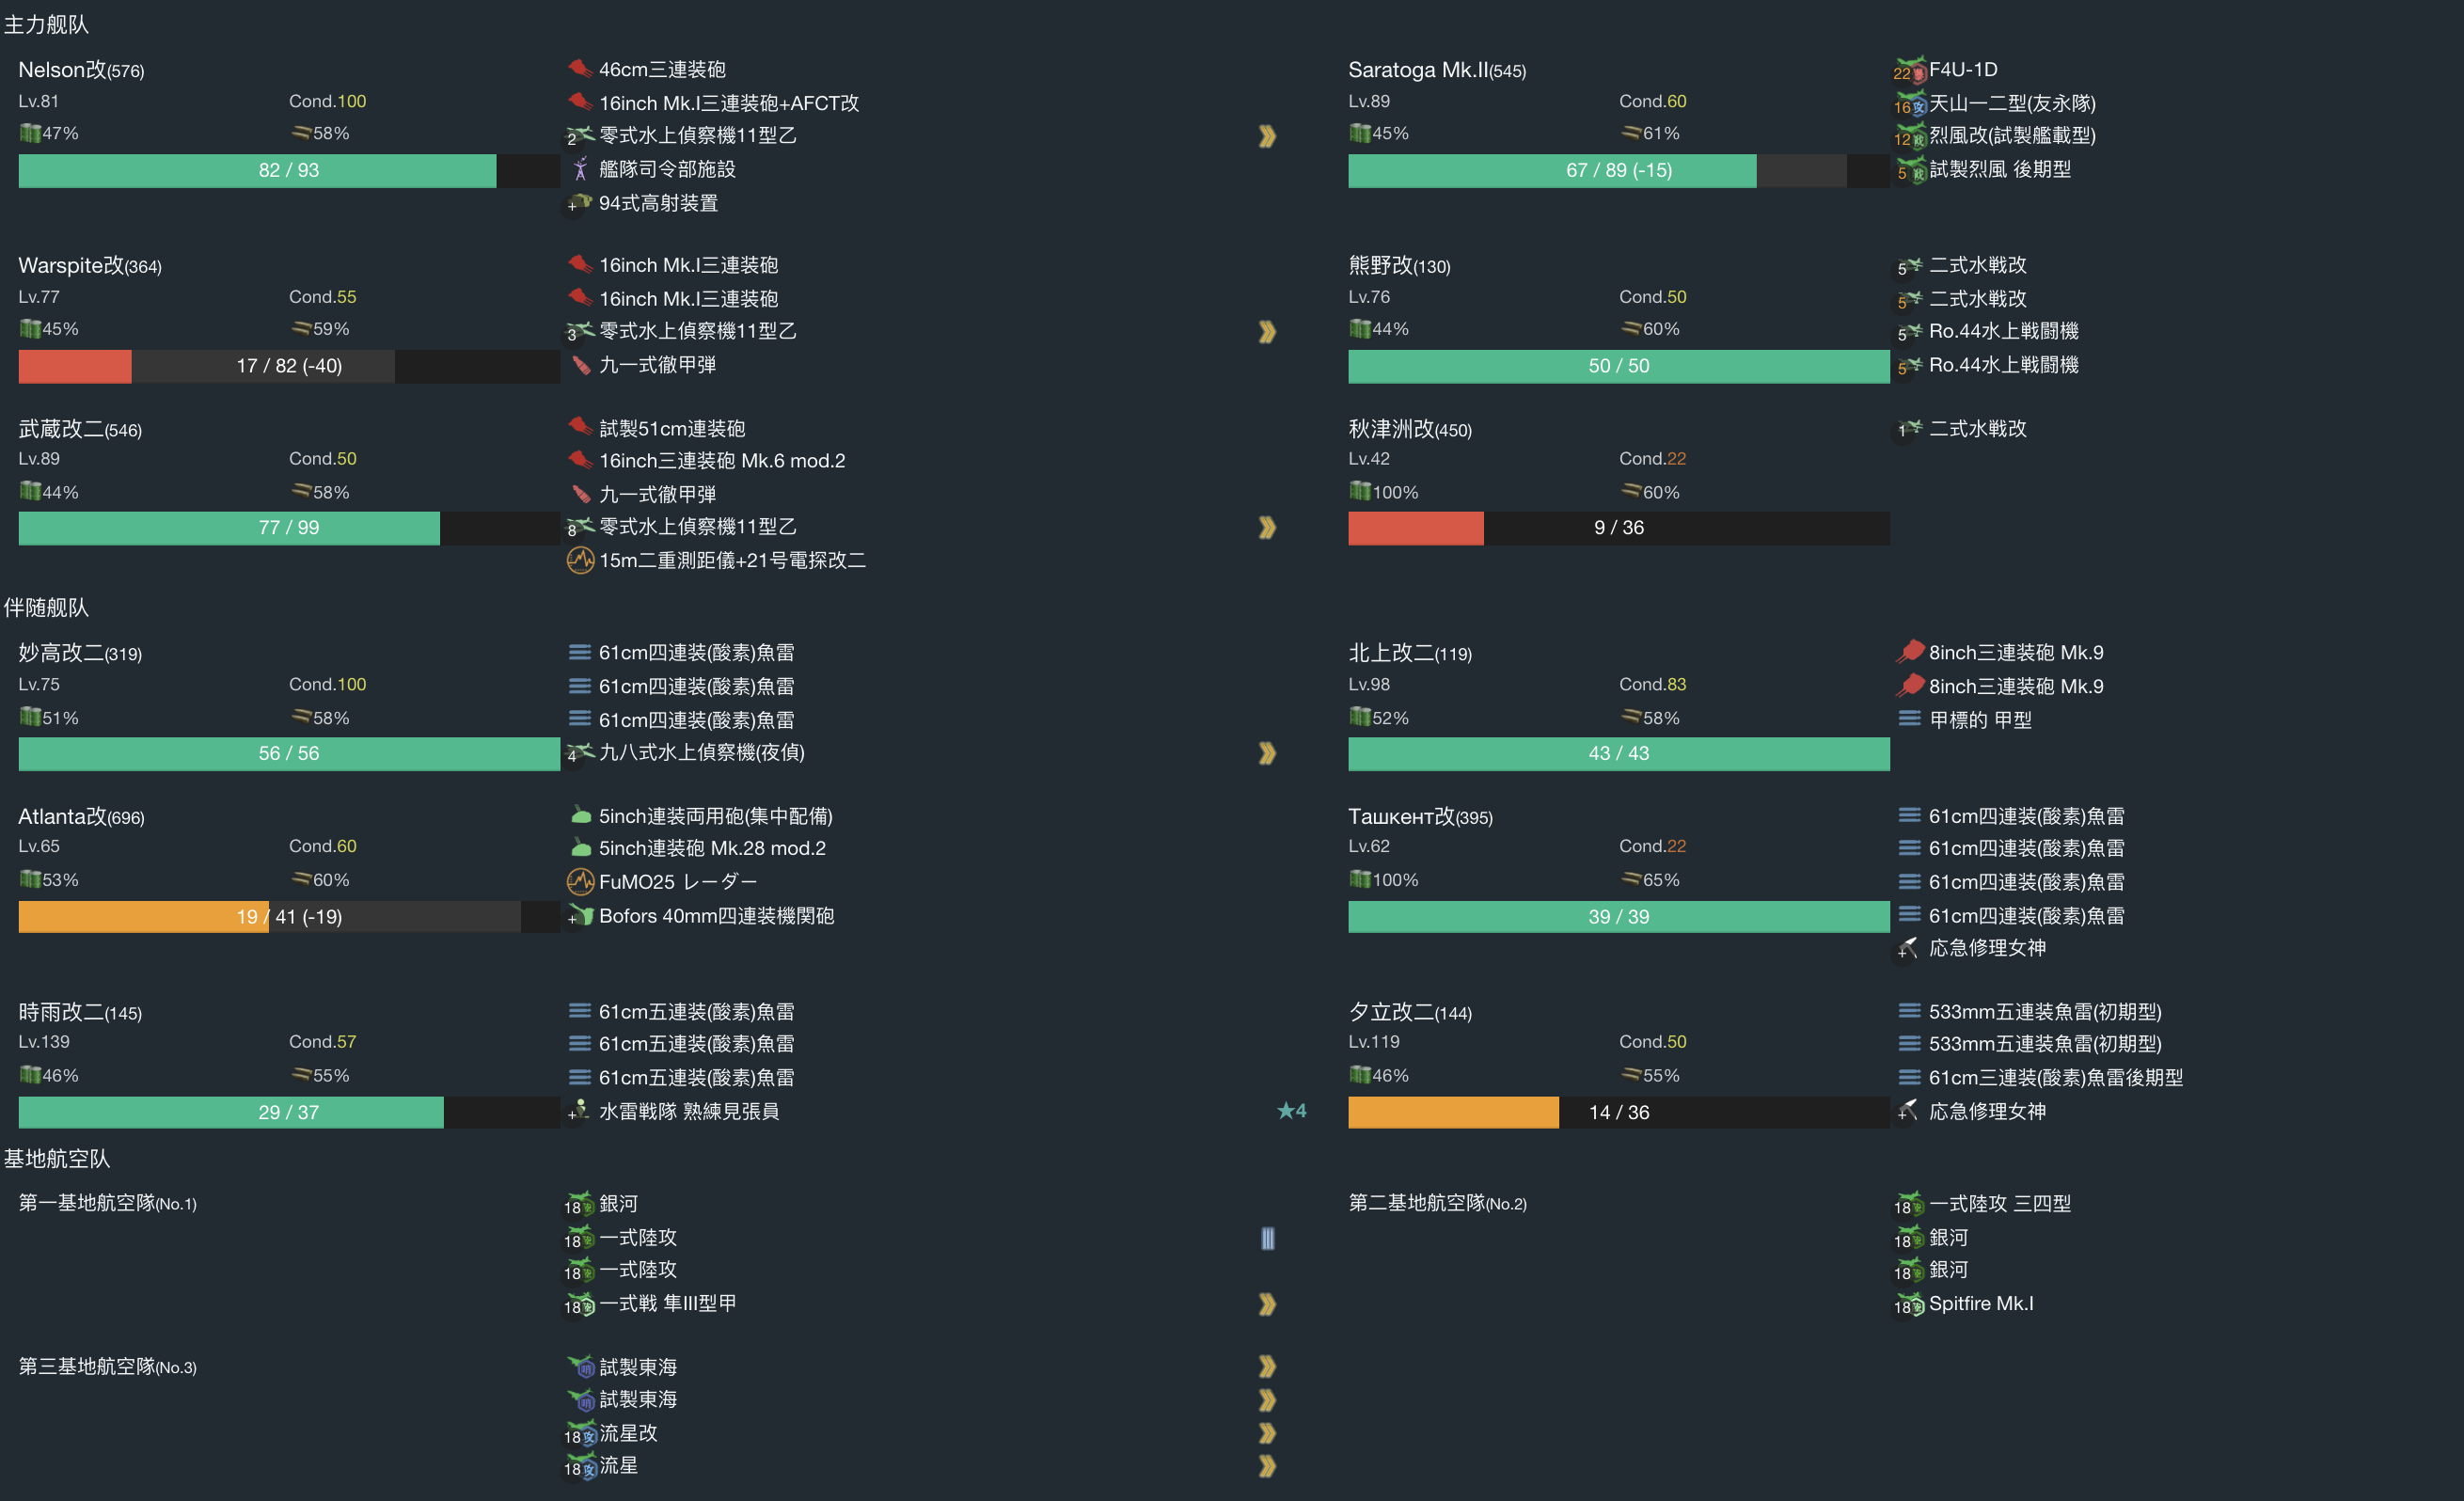 主力舰队
Nelson改(576)
Lv.81 Cond.100
47% 58%
82 / 93
46cm三連装砲
16inch Mk.I三連装砲+AFCT改
2 零式水上偵察機11型乙
艦隊司令部施設
+ 94式高射装置
Saratoga Mk.II(545)
Lv.89 Cond.60
45% 61%
67 / 89 (-15)
22 F4U-1D
16 攻 天山一二型(友永隊)
12 戦 烈風改(試製艦載型)
5 戦 試製烈風 後期型
Warspite改(364)
Lv.77 Cond.55
45% 59%
17 / 82 (-40)
16inch Mk.I三連装砲
16inch Mk.I三連装砲
3 零式水上偵察機11型乙
九一式徹甲弾
熊野改(130)
Lv.76 Cond.50
44% 60%
50 / 50
5 二式水戦改
5 二式水戦改
5 Ro.44水上戦闘機
5 Ro.44水上戦闘機
武蔵改二(546)
Lv.89 Cond.50
44% 58%
77 / 99
試製51cm連装砲
16inch三連装砲 Mk.6 mod.2
九一式徹甲弾
8 零式水上偵察機11型乙
15m二重測距儀+21号電探改二
秋津洲改(450)
Lv.42 Cond.22
100% 60%
9 / 36
1 二式水戦改
伴随舰队
妙高改二(319)
Lv.75 Cond.100
51% 58%
56 / 56
61cm四連装(酸素)魚雷
61cm四連装(酸素)魚雷
61cm四連装(酸素)魚雷
4 九八式水上偵察機(夜偵)
北上改二(119)
Lv.98 Cond.83
52% 58%
43 / 43
8inch三連装砲 Mk.9
8inch三連装砲 Mk.9
甲標的 甲型
Atlanta改(696)
Lv.65 Cond.60
53% 60%
19 / 41 (-19)
5inch連装両用砲(集中配備)
5inch連装砲 Mk.28 mod.2
FuMO25 レーダー
+ Bofors 40mm四連装機関砲
Ташкент改(395)
Lv.62 Cond.22
100% 65%
39 / 39
61cm四連装(酸素)魚雷
61cm四連装(酸素)魚雷
61cm四連装(酸素)魚雷
61cm四連装(酸素)魚雷
+ 応急修理女神
時雨改二(145)
Lv.139 Cond.57
46% 55%
29 / 37
61cm五連装(酸素)魚雷
61cm五連装(酸素)魚雷
61cm五連装(酸素)魚雷
+ 水雷戦隊 熟練見張員 ★4
夕立改二(144)
Lv.119 Cond.50
46% 55%
14 / 36
533mm五連装魚雷(初期型)
533mm五連装魚雷(初期型)
61cm三連装(酸素)魚雷後期型
+ 応急修理女神
基地航空队
第一基地航空隊(No.1)
18 銀河
18 一式陸攻
18 一式陸攻
18 一式戦 隼III型甲
第二基地航空隊(No.2)
18 一式陸攻 三四型
18 銀河
18 銀河
18 Spitfire Mk.I
第三基地航空隊(No.3)
試製東海
試製東海
18 攻 流星改
18 攻 流星